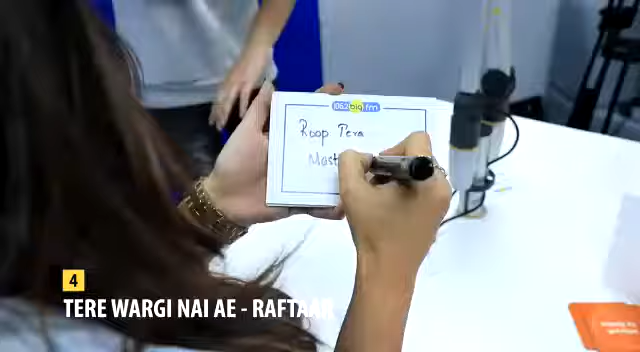 106.2 big fm
Roop Tera
Mast
4
TERE WARGI NAI AE - RAFTAAR